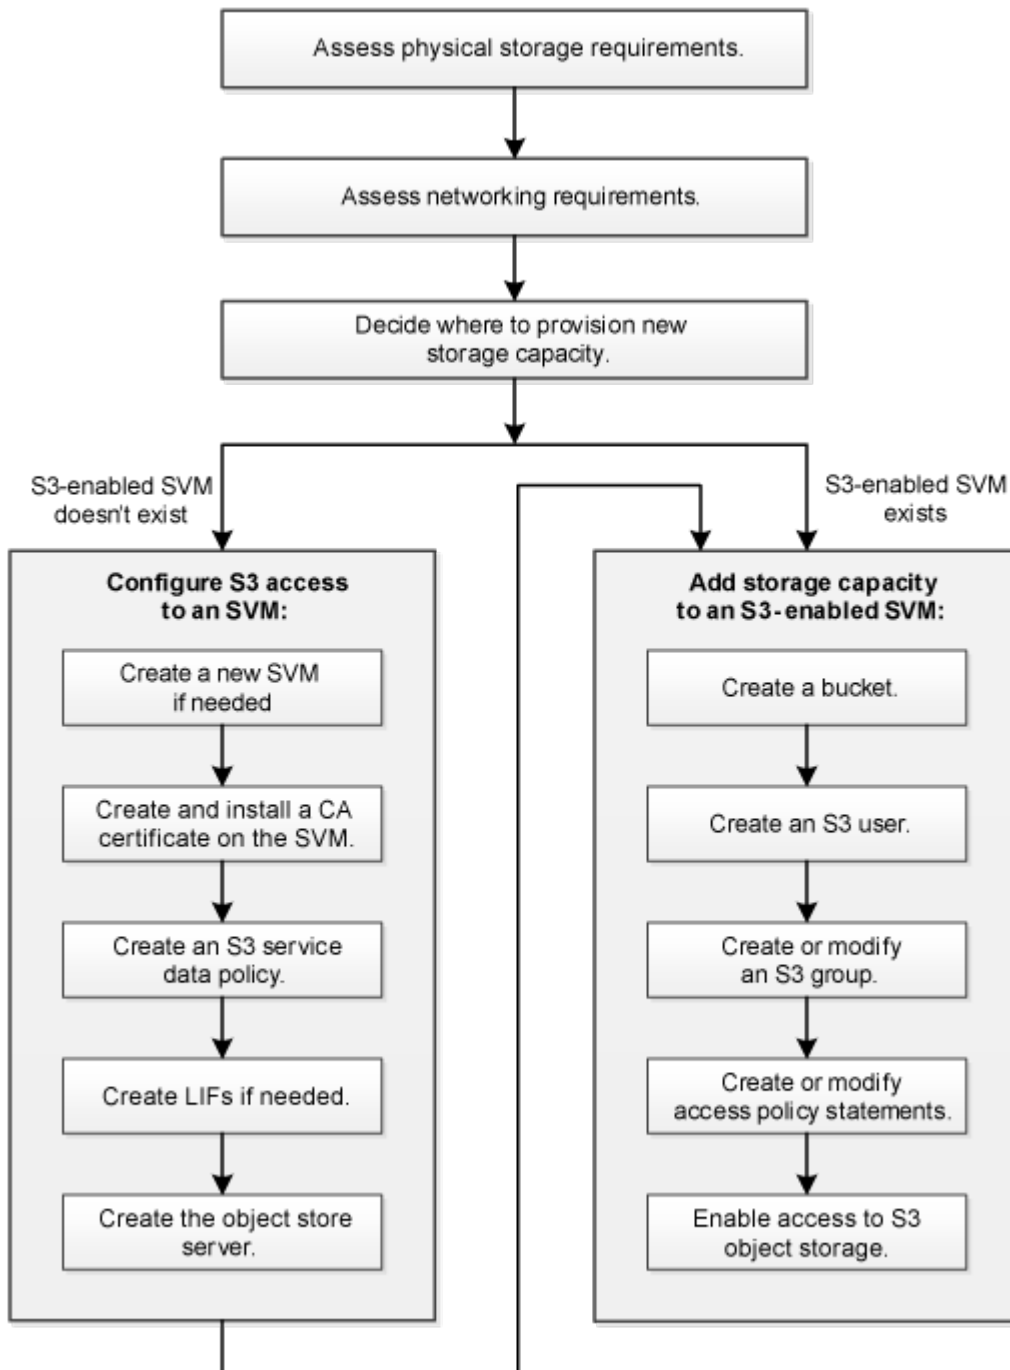 Assess physical storage requirements.
Assess networking requirements.
Decide where to provision new
storage capacity.
S3-enabled SVM
doesn't exist
S3-enabled SVM
exists
Configure S3 access
to an SVM:
Create a new SVM
if needed
Create and install a CA
certificate on the SVM.
Create an S3 service
data policy.
Create LIFs if needed.
Create the object store
server.
Add storage capacity
to an S3-enabled SVM:
Create a bucket.
Create an S3 user.
Create or modify
an S3 group.
Create or modify
access policy statements.
Enable access to S3
object storage.